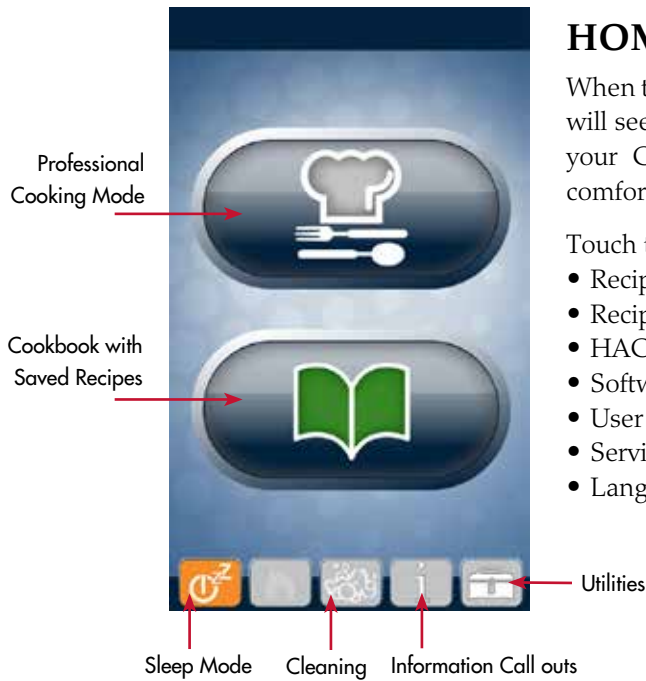 HOM
When t
will see
your C
comfor
Touch t
• Recip
• Recip
• HAC
• Softw
• User
• Servi
• Lang
Professional
Cooking Mode
Cookbook with
Saved Recipes
Utilities
Sleep Mode Cleaning Information Call outs